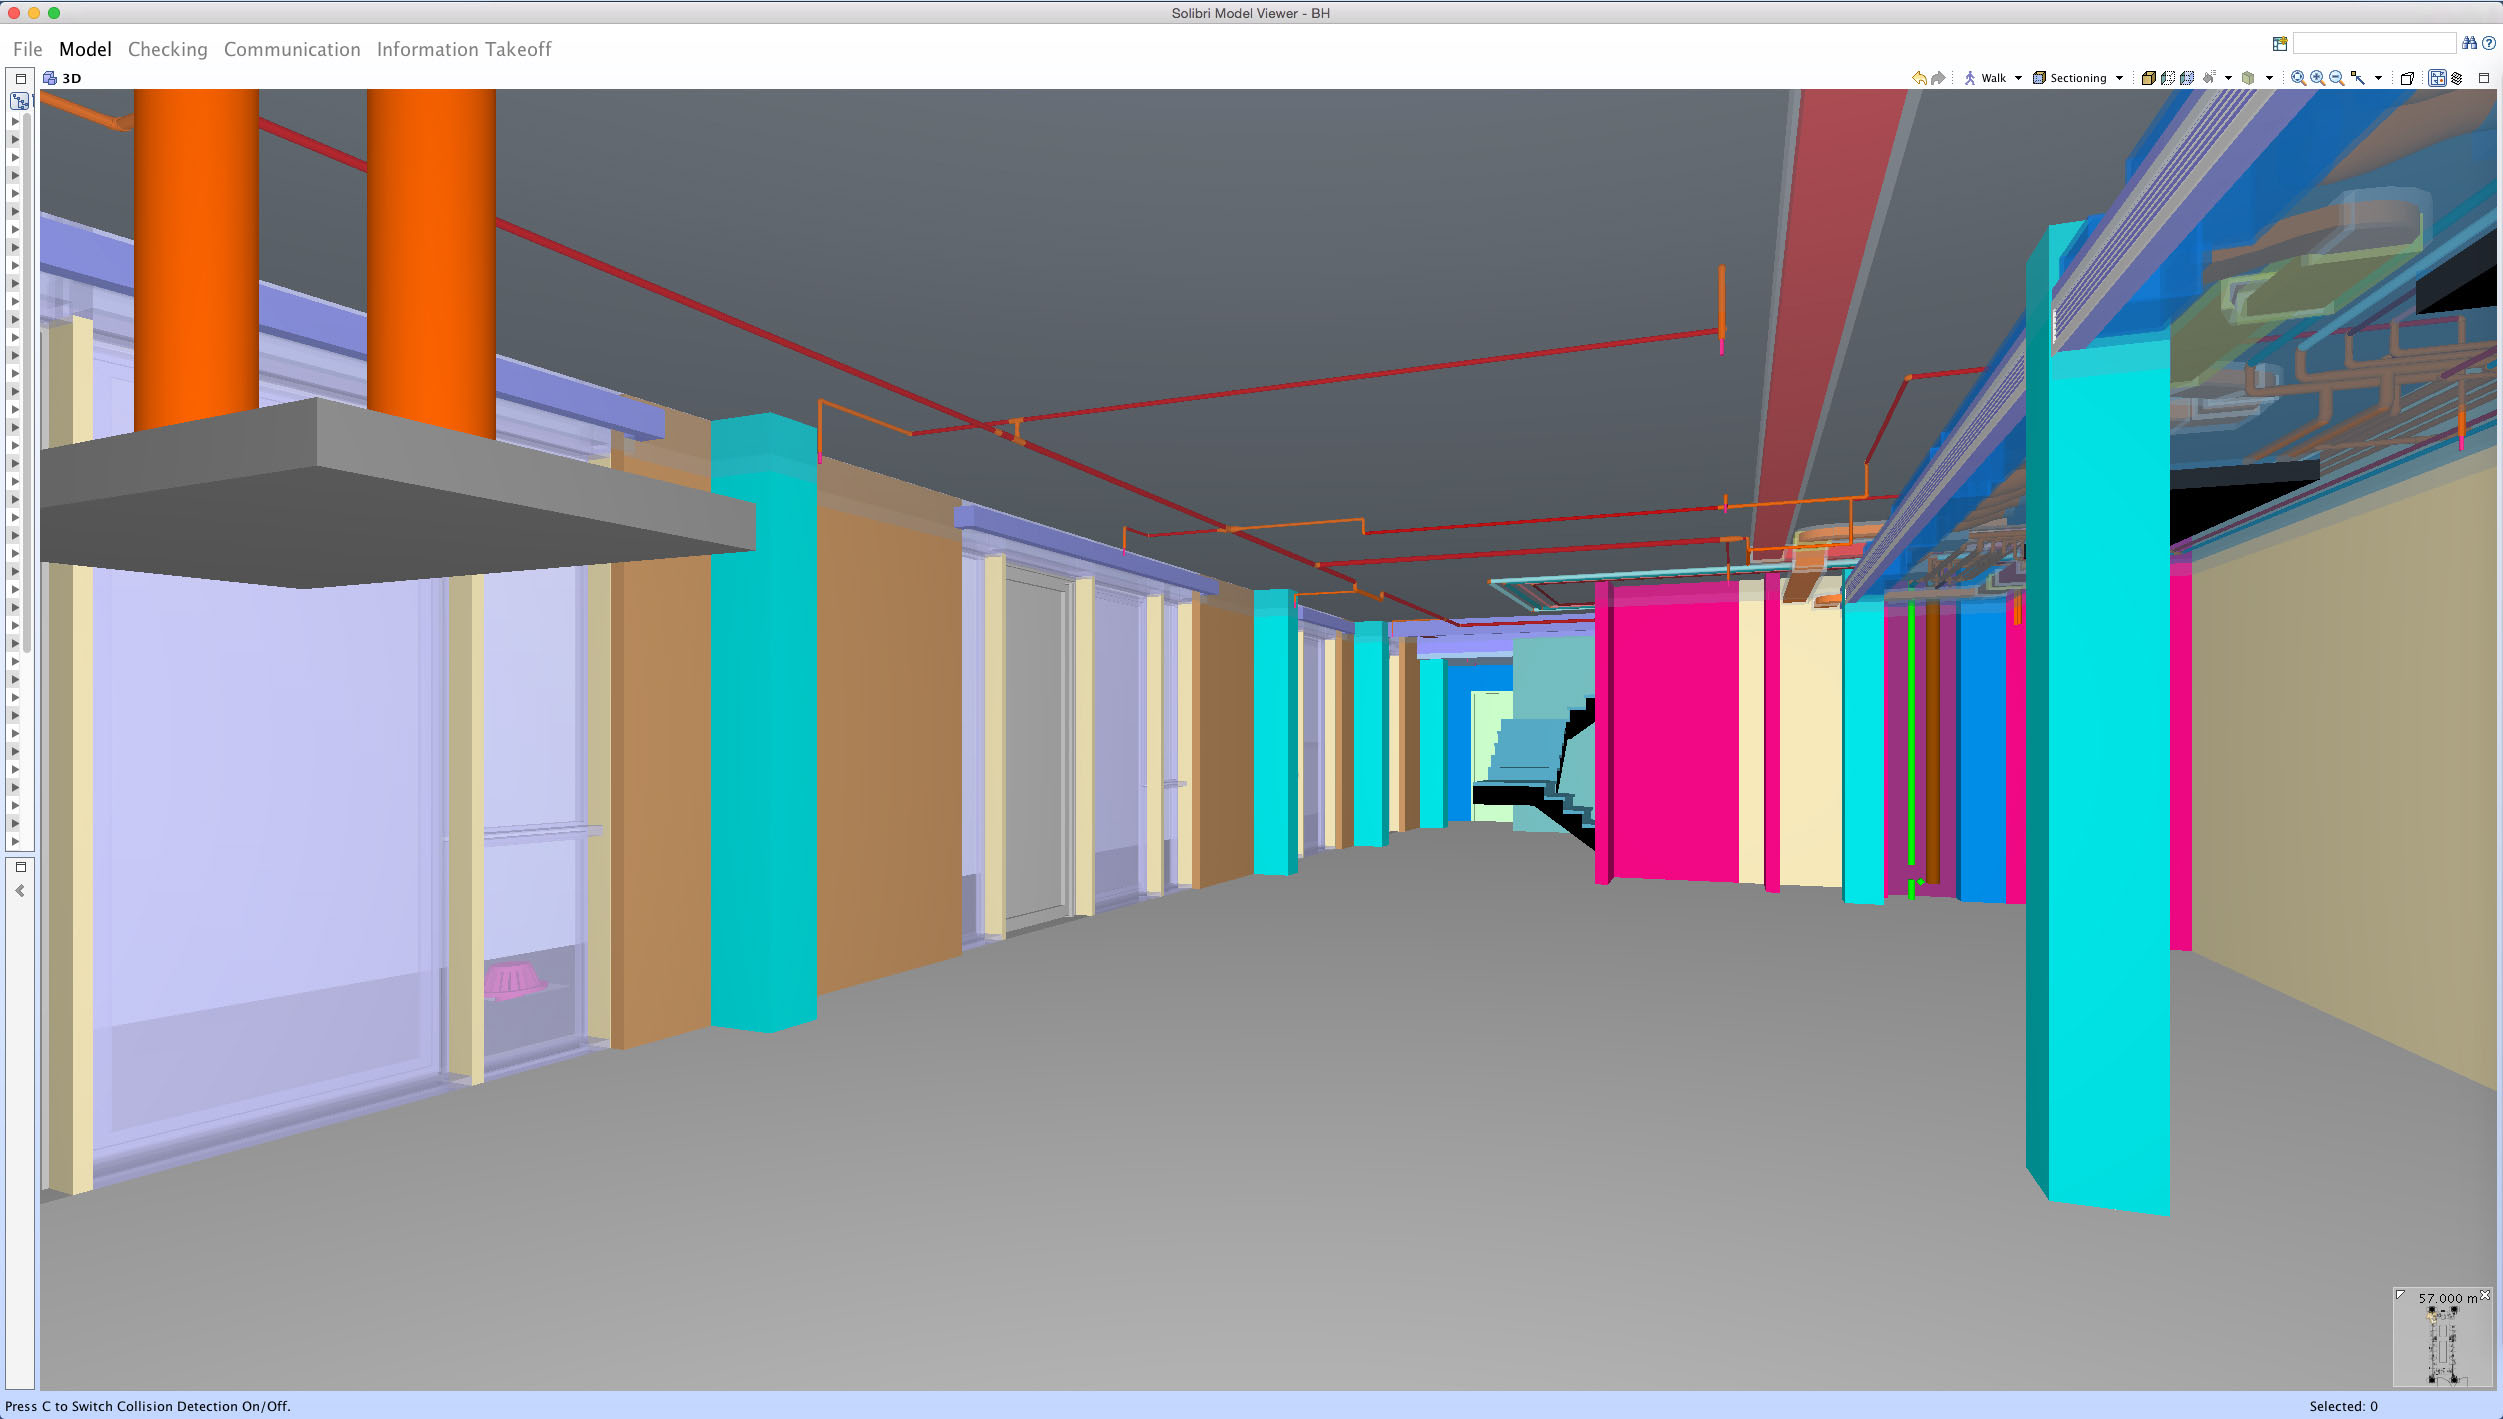 Solibri Model Viewer - BH
File Model Checking Communication Information Takeoff
3D
Walk
Sectioning
57.000 m
Press C to Switch Collision Detection On/Off.
Selected: 0